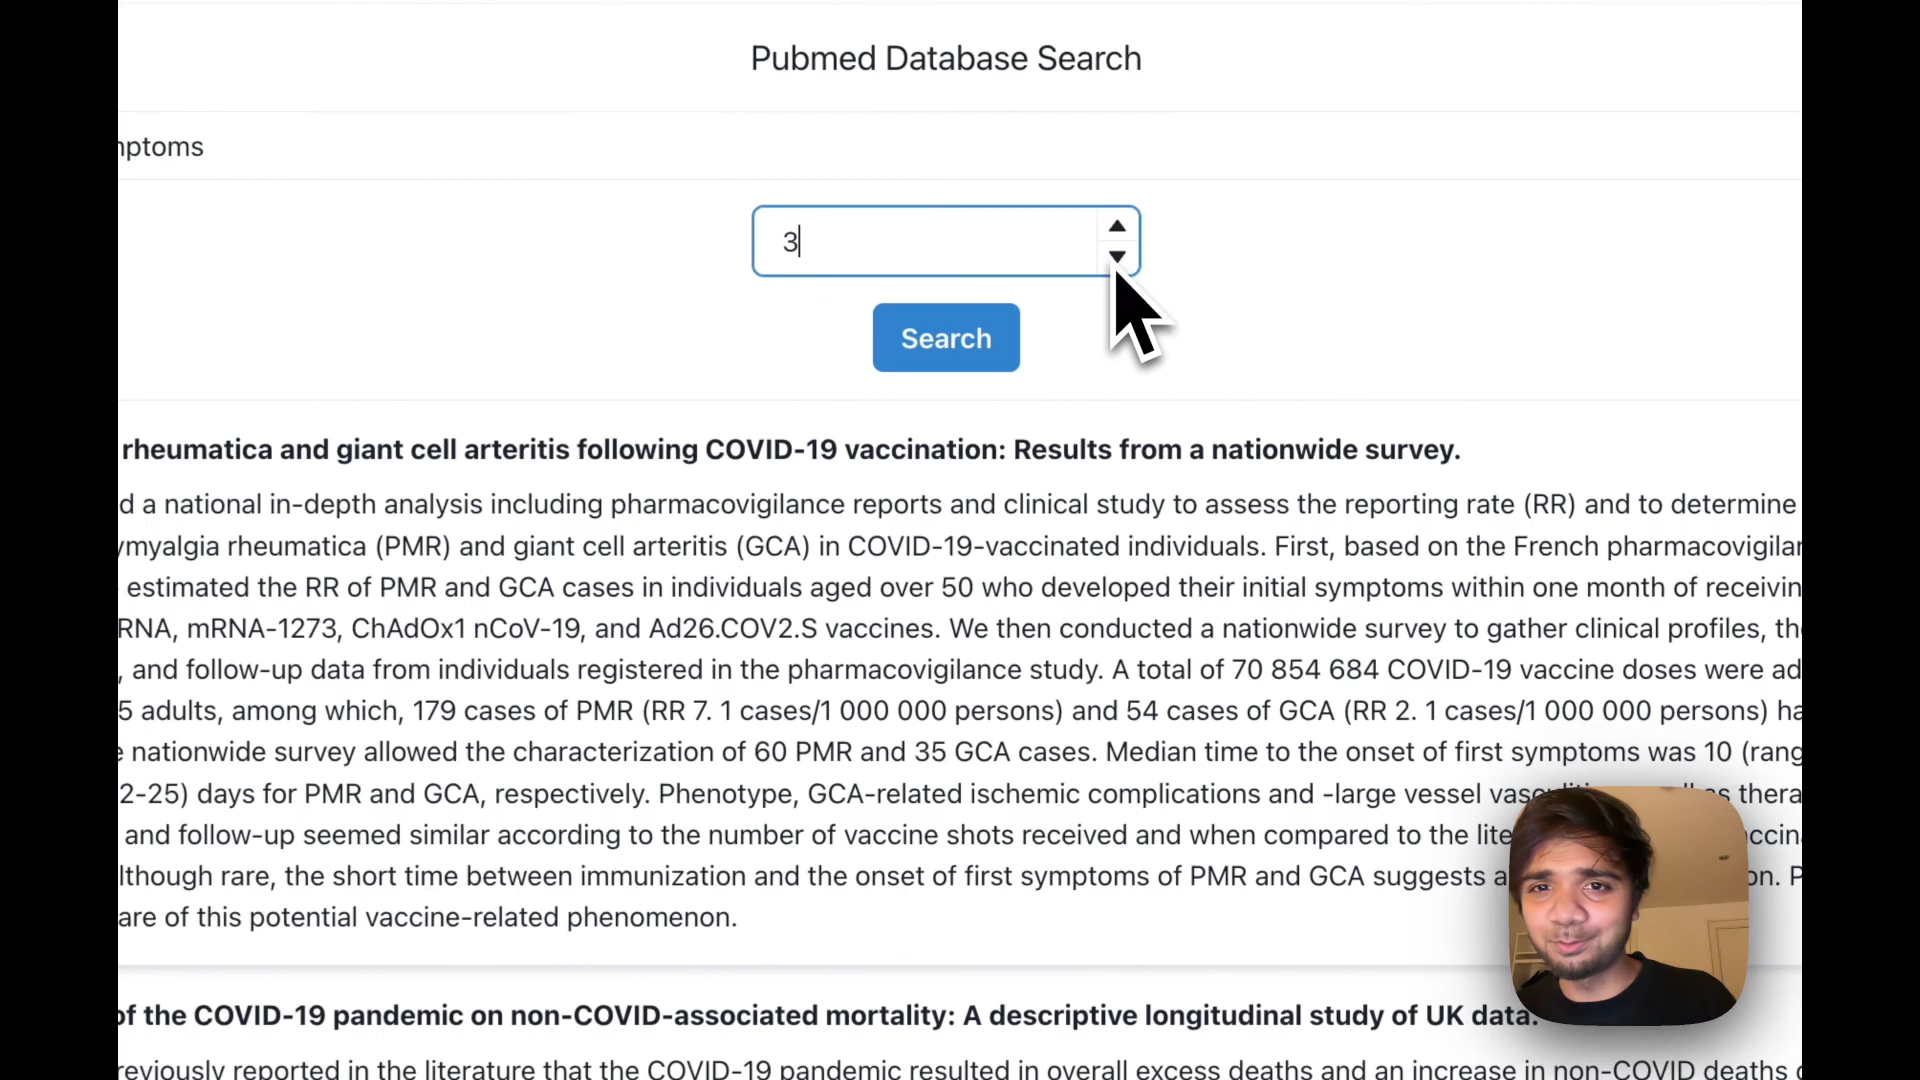 Pubmed Database Search
mptoms
3
Search
rheumatica and giant cell arteritis following COVID-19 vaccination: Results from a nationwide survey.
d a national in-depth analysis including pharmacovigilance reports and clinical study to assess the reporting rate (RR) and to determine
ymyalgia rheumatica (PMR) and giant cell arteritis (GCA) in COVID-19-vaccinated individuals. First, based on the French pharmacovigilan
estimated the RR of PMR and GCA cases in individuals aged over 50 who developed their initial symptoms within one month of receivin
RNA, mRNA-1273, ChAdOx1 nCoV-19, and Ad26.COV2.S vaccines. We then conducted a nationwide survey to gather clinical profiles, th
, and follow-up data from individuals registered in the pharmacovigilance study. A total of 70 854 684 COVID-19 vaccine doses were ad
5 adults, among which, 179 cases of PMR (RR 7. 1 cases/1 000 000 persons) and 54 cases of GCA (RR 2. 1 cases/1 000 000 persons) ha
e nationwide survey allowed the characterization of 60 PMR and 35 GCA cases. Median time to the onset of first symptoms was 10 (rang
2-25) days for PMR and GCA, respectively. Phenotype, GCA-related ischemic complications and -large vessel as thera
and follow-up seemed similar according to the number of vaccine shots received and when compared to the lite ccin
lthough rare, the short time between immunization and the onset of first symptoms of PMR and GCA suggests a on. P
are of this potential vaccine-related phenomenon.
of the COVID-19 pandemic on non-COVID-associated mortality: A descriptive longitudinal study of UK data.
reviously reported in the literature that the COVID-19 pandemic resulted in overall excess deaths and an increase in non-COVID deaths